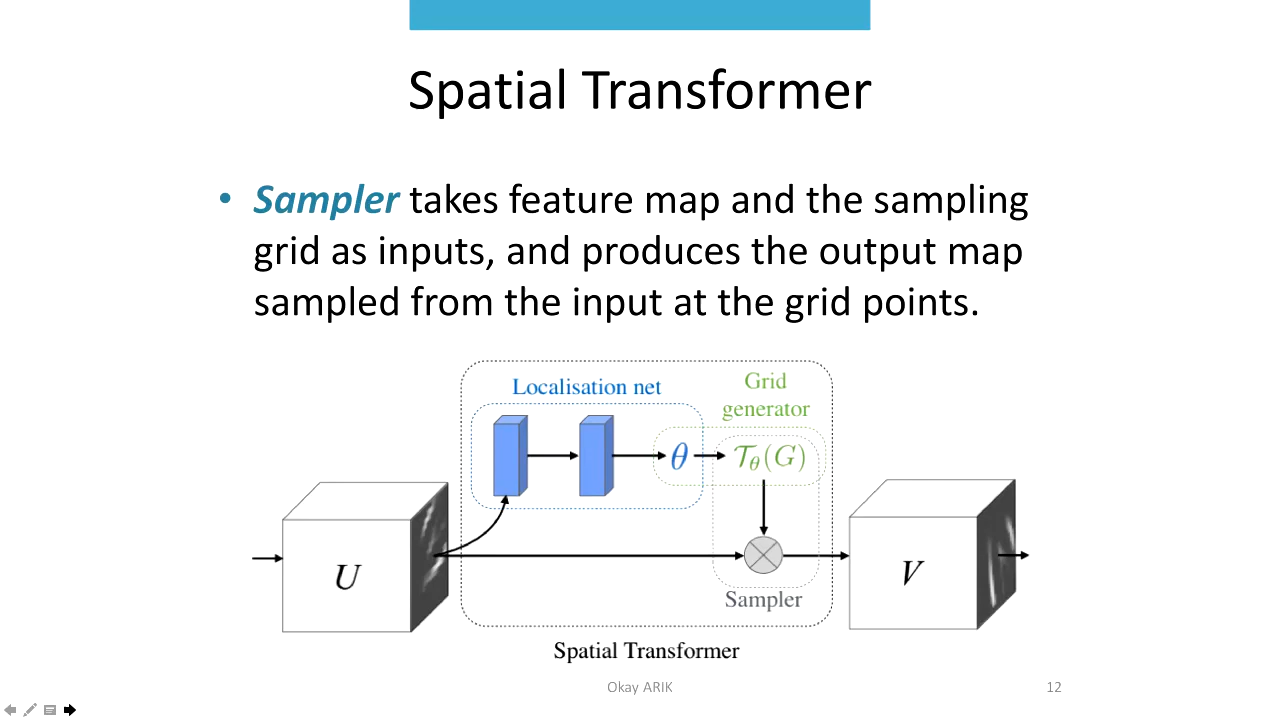 Spatial Transformer
• Sampler takes feature map and the sampling
grid as inputs, and produces the output map
sampled from the input at the grid points.
Localisation net
Grid
generator
θ
𝒯θ(G)
U
V
Sampler
Spatial Transformer
Okay ARIK
12